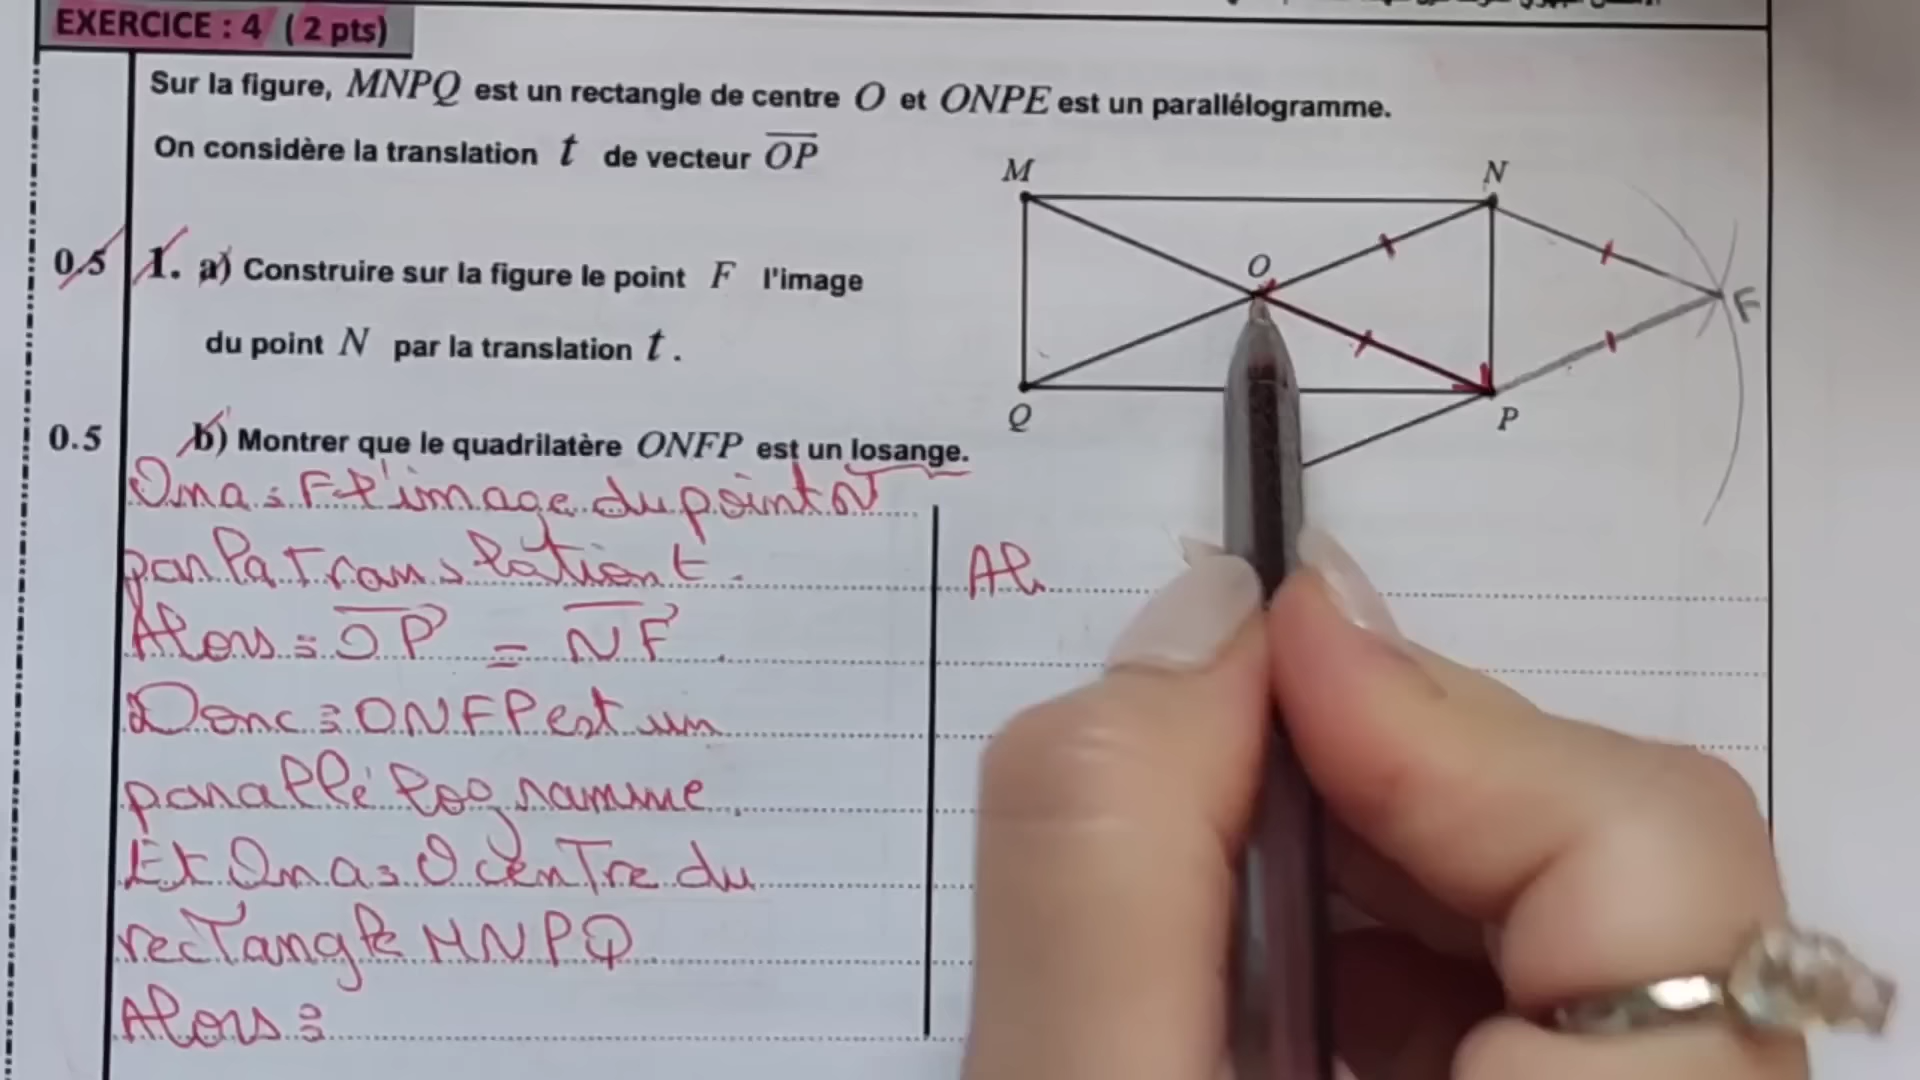 EXERCICE : 4 ( 2 pts)
Sur la figure, MNPQ est un rectangle de centre O et ONPE est un parallélogramme.
On considère la translation t de vecteur OP
0.5 1. a) Construire sur la figure le point F l'image
du point N par la translation t .
0.5 b) Montrer que le quadrilatère ONFP est un losange.
M
N
O
F
Q
P
On a : F l'image du point N
par la translation t.
Alors : OP = NF.
Donc : ONFP est un
parallélogramme.
Et On a : O centre du
rectangle MNPQ
Alors :
Al